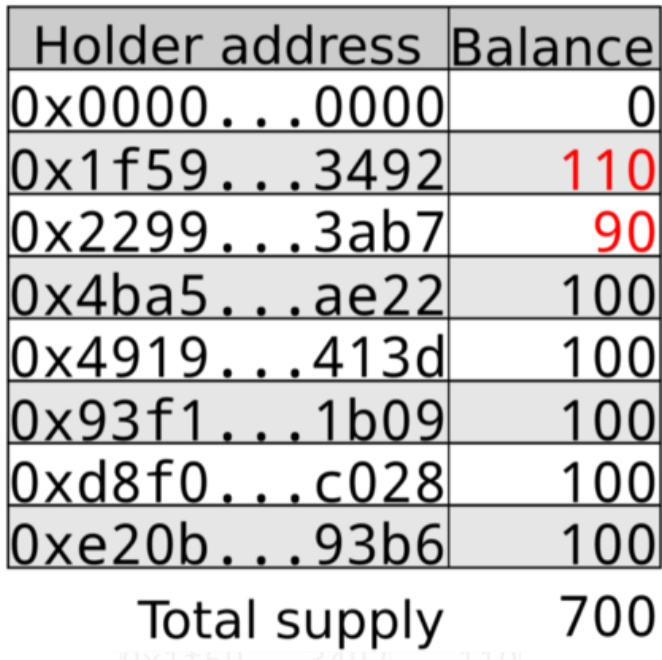 Holder address Balance
0x0000...0000 0
0x1f59...3492 110
0x2299...3ab7 90
0x4ba5...ae22 100
0x4919...413d 100
0x93f1...1b09 100
0xd8f0...c028 100
0xe20b...93b6 100
Total supply 700